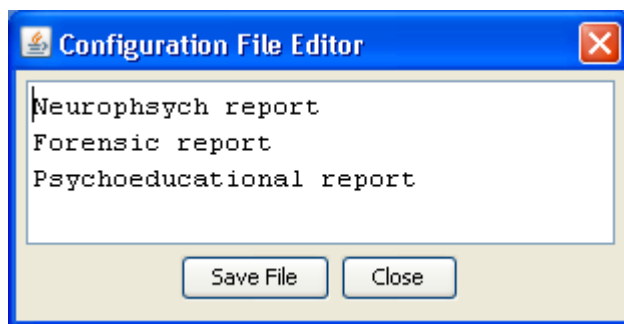 Configuration File Editor
Neurophsych report
Forensic report
Psychoeducational report
Save File Close